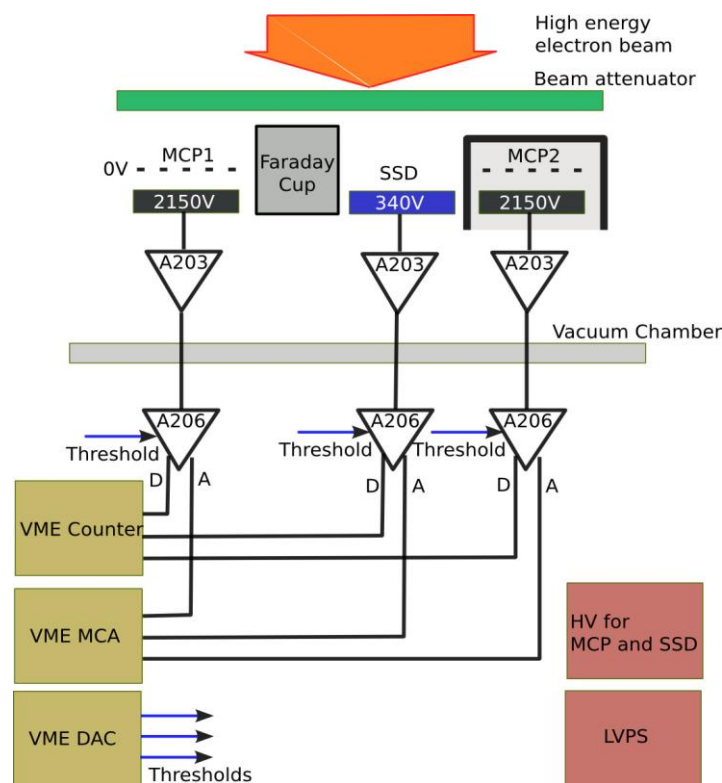 High energy
electron beam
Beam attenuator
MCP1
Faraday
Cup
SSD
MCP2
0V
2150V
340V
2150V
A203
A203
A203
Vacuum Chamber
A206
A206
A206
Threshold
Threshold
Threshold
D
A
D
A
D
A
VME Counter
VME MCA
HV for
MCP and SSD
VME DAC
LVPS
Thresholds